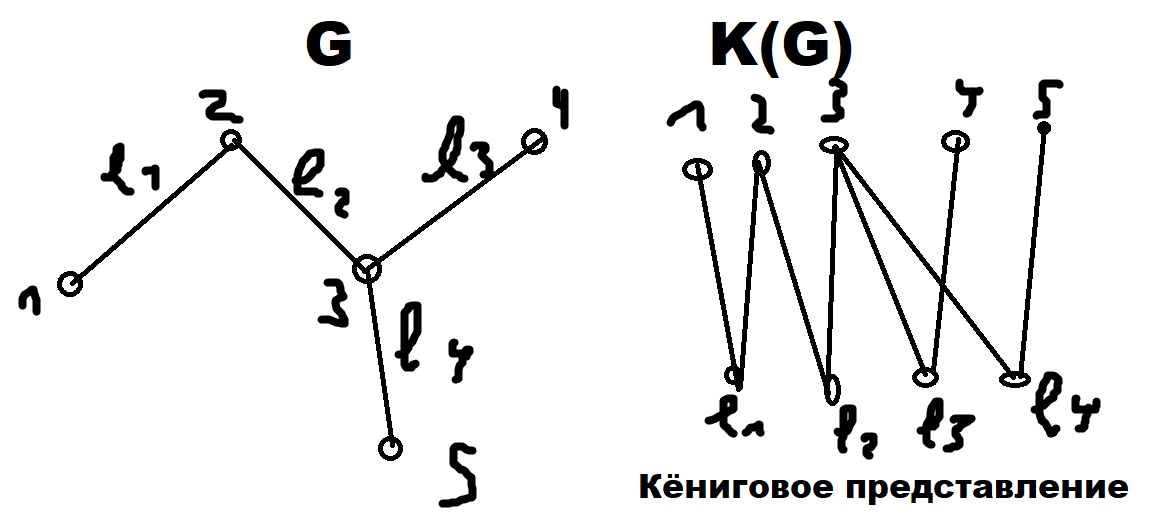 G
K(G)
2
4
1 2 3 4 5
l1
l2
l3
1
3
l4
5
l1 l2 l3 l4
Кёниговое представление